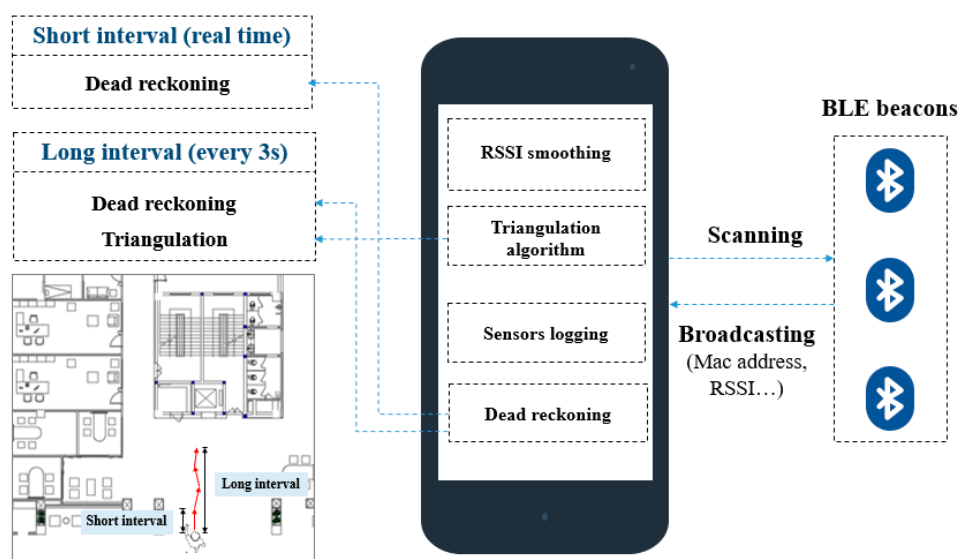 Short interval (real time)
Dead reckoning
Long interval (every 3s)
Dead reckoning
Triangulation
Long interval
Short interval
RSSI smoothing
Triangulation
algorithm
Sensors logging
Dead reckoning
Scanning
Broadcasting
(Mac address,
RSSI…)
BLE beacons